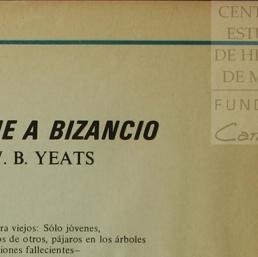 CENT
ESTU
DE HI
DE M
FUND
Car
E A BIZANCIO
. B. YEATS
ra viejos: Sólo jóvenes,
os de otros, pájaros en los árboles
iones fallecientes—